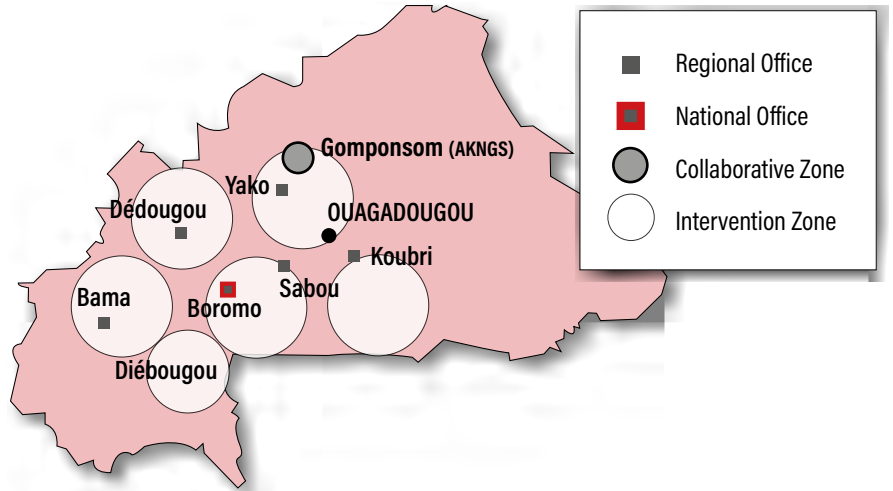 Regional Office
National Office
Collaborative Zone
Intervention Zone
Gomponsom (AKNGS)
Yako
Dédougou
OUAGADOUGOU
Koubri
Bama
Sabou
Boromo
Diébougou